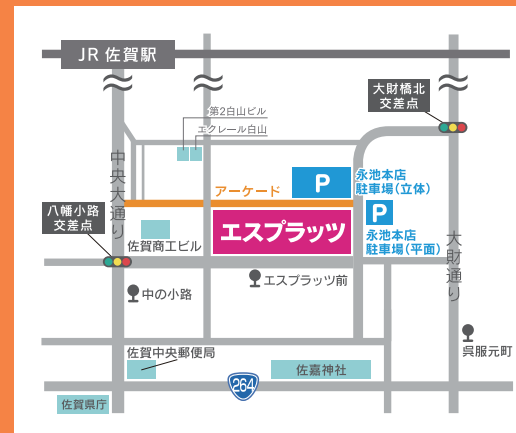 JR 佐賀駅
大財橋北
交差点
第2白山ビル
エクレール白山
中央大通り
アーケード
P
永池本店
駐車場(立体)
八幡小路
交差点
佐賀商工ビル
エスプラッツ
P
永池本店
駐車場(平面)
大財通り
エスプラッツ前
中の小路
呉服元町
佐賀中央郵便局
佐嘉神社
264
佐賀県庁